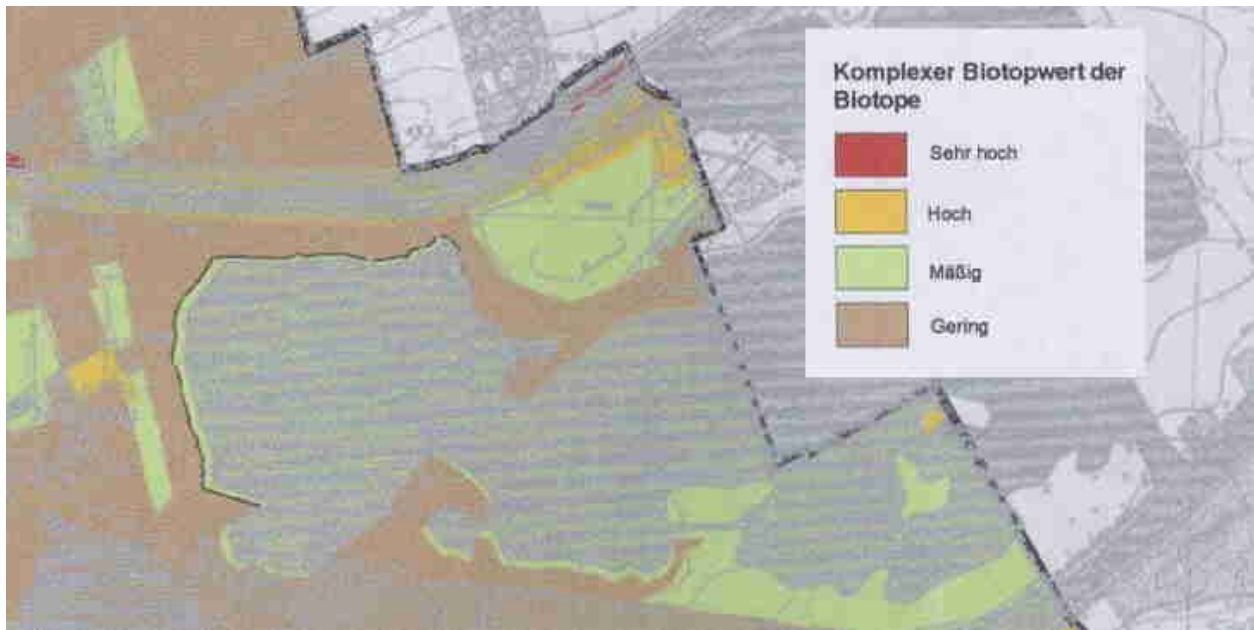 Komplexer Biotopwert der
Biotope
Sehr hoch
Hoch
Mäßig
Gering